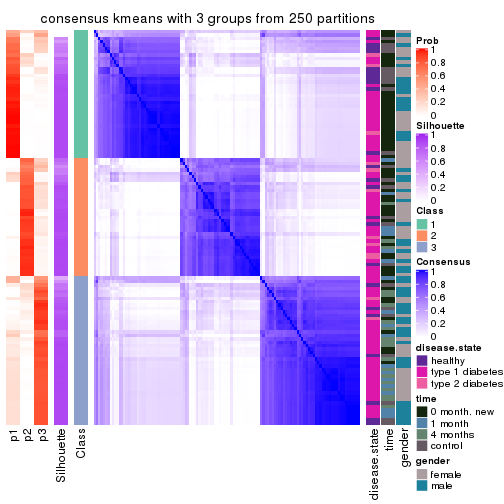 consensus kmeans with 3 groups from 250 partitions
Prob
1
0.8
0.6
0.4
0.2
0
Silhouette
1
0.8
0.6
0.4
0.2
0
Class
1
2
3
Consensus
1
0.8
0.6
0.4
0.2
0
disease.state
healthy
type 1 diabetes
type 2 diabetes
time
0 month, new
1 month
4 months
control
gender
female
male
p1
p2
p3
Silhouette
Class
disease.state
time
gender